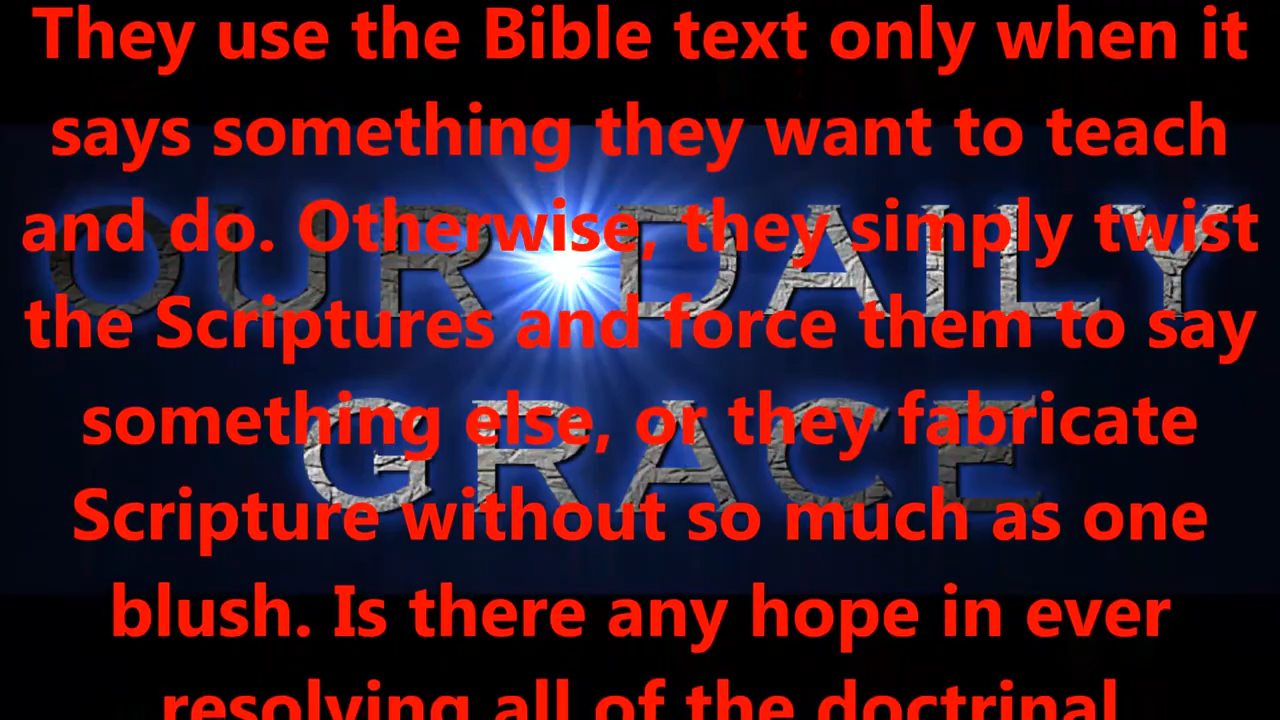 They use the Bible text only when it
says something they want to teach
and do. Otherwise, they simply twist
the Scriptures and force them to say
something else, or they fabricate
Scripture without so much as one
blush. Is there any hope in ever
resolving all of the doctrinal
OUR DAILY
GRACE